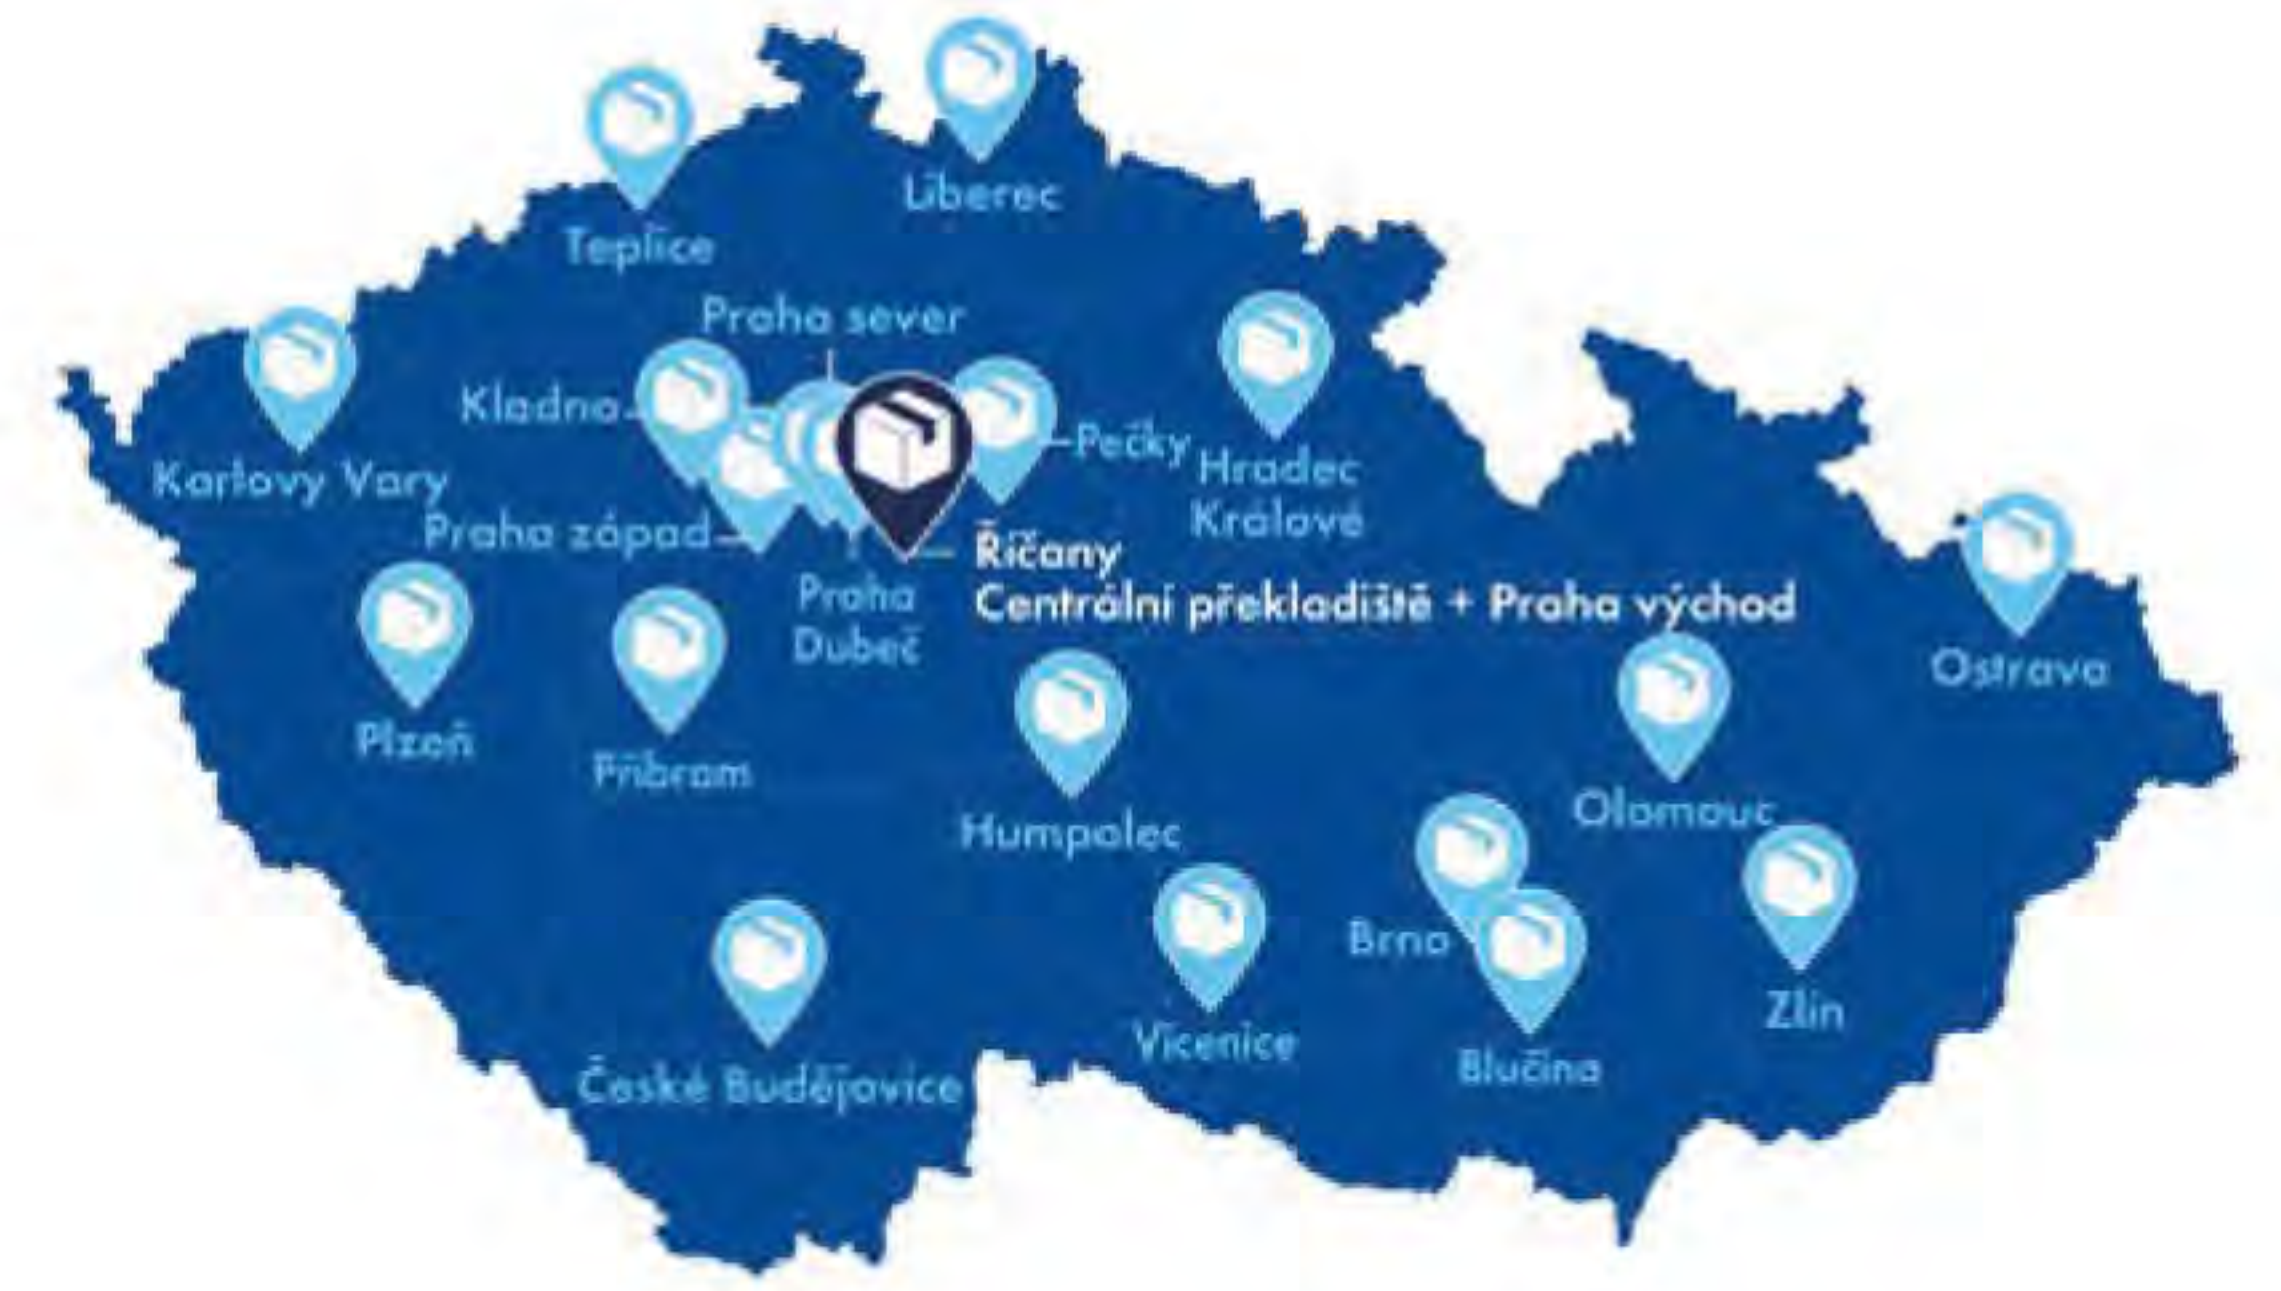 Liberec
Teplice
Praha sever
Kladno
Pečky
Hradec
Králové
Karlovy Vary
Praha západ
Říčany
Centrální překladiště + Praha východ
Praha
Dubeč
Ostrava
Plzeň
Příbram
Olomouc
Humpolec
Brno
Zlín
Vícenice
Blučina
České Budějovice